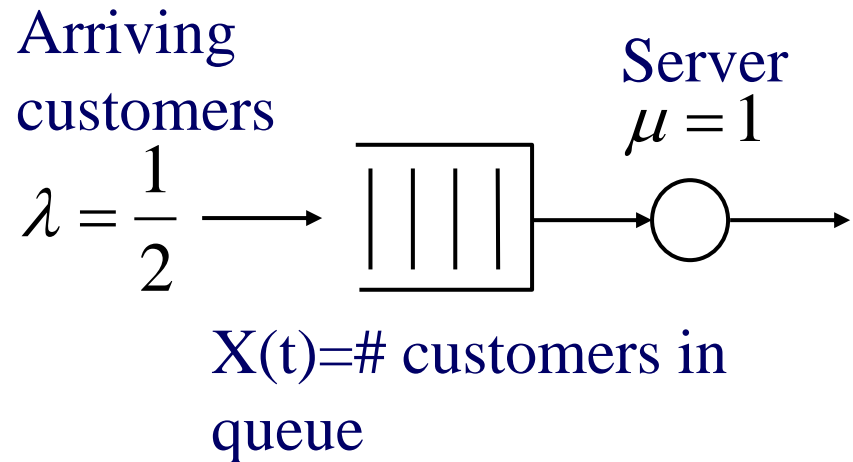 Arriving
customers
λ = 1/2
Server
μ = 1
X(t)=# customers in
queue